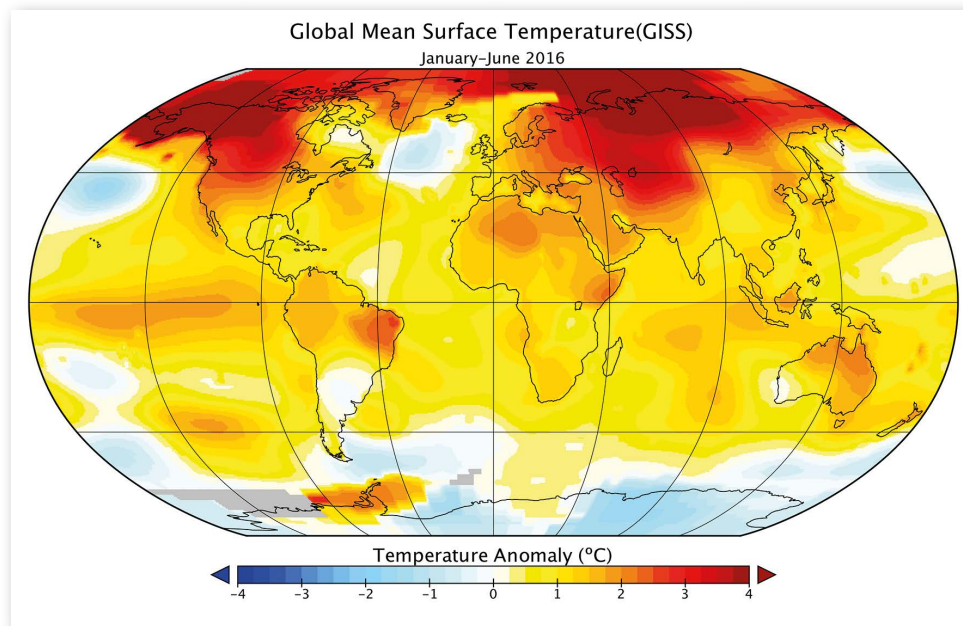 Global Mean Surface Temperature(GISS)
January–June 2016
Temperature Anomaly (ºC)
-4 -3 -2 -1 0 1 2 3 4